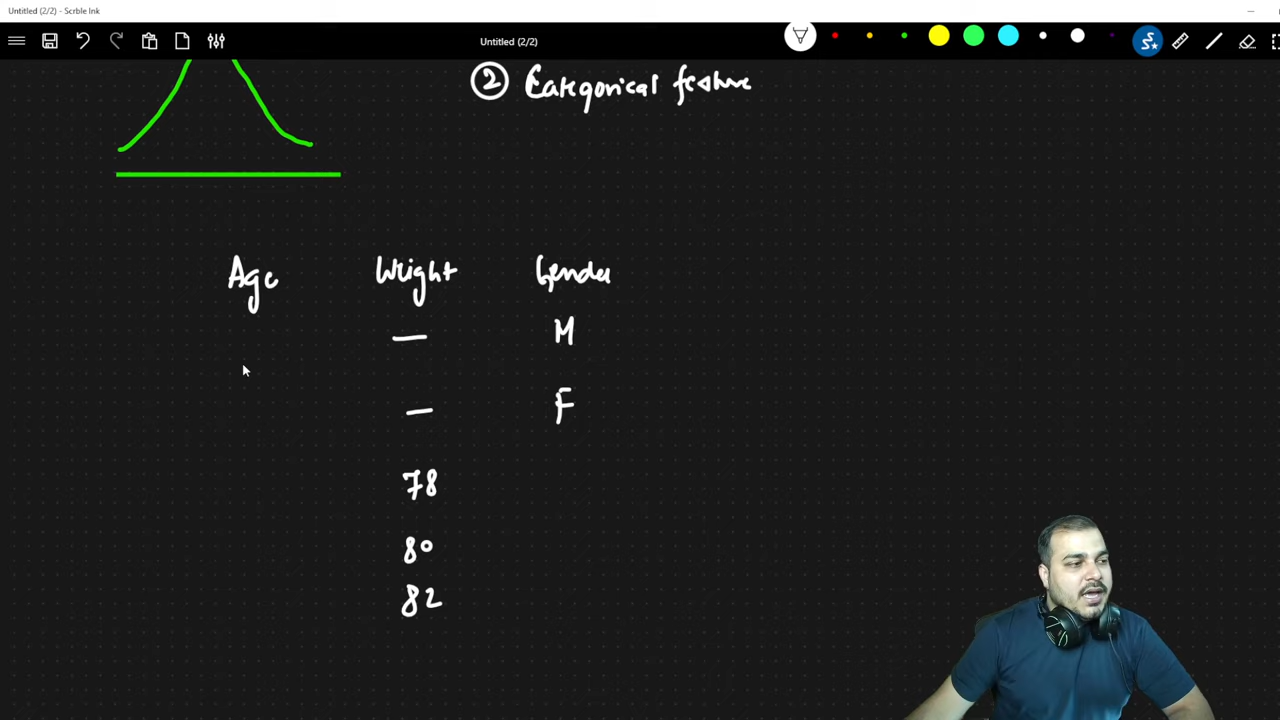 Untitled (2/2) - Scrble Ink
Untitled (2/2)
② Categorical feature
Age Weight Gender
— M
— F
78
80
82